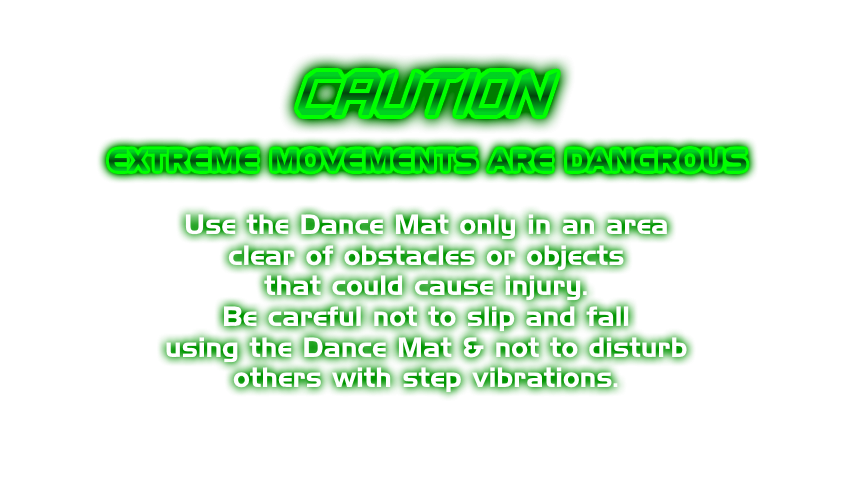 CAUTION
EXTREME MOVEMENTS ARE DANGROUS
Use the Dance Mat only in an area
clear of obstacles or objects
that could cause injury.
Be careful not to slip and fall
using the Dance Mat & not to disturb
others with step vibrations.